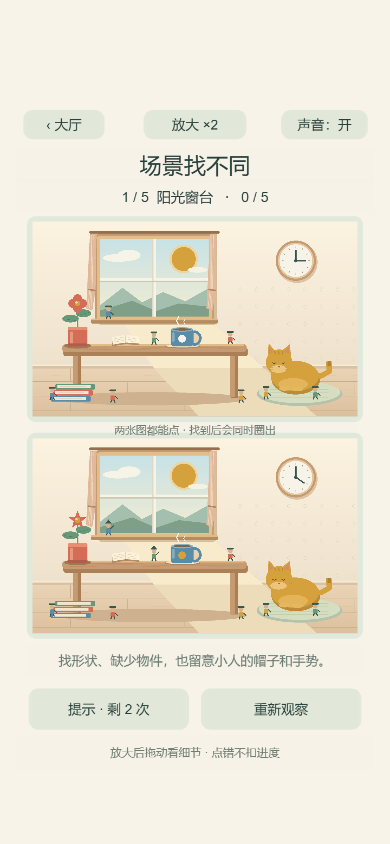 ‹ 大厅
放大 ×2
声音：开
场景找不同
1 / 5 阳光窗台 · 0 / 5
两张图都能点 · 找到后会同时圈出
找形状、缺少物件，也留意小人的帽子和手势。
提示 · 剩 2 次
重新观察
放大后拖动看细节 · 点错不扣进度